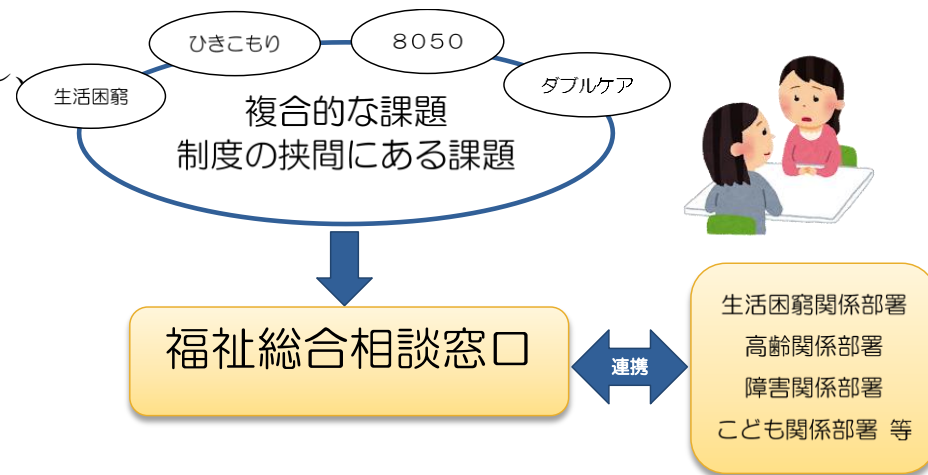 ひきこもり
8050
生活困窮
ダブルケア
複合的な課題
制度の挟間にある課題
福祉総合相談窓口
連携
生活困窮関係部署
高齢関係部署
障害関係部署
こども関係部署 等